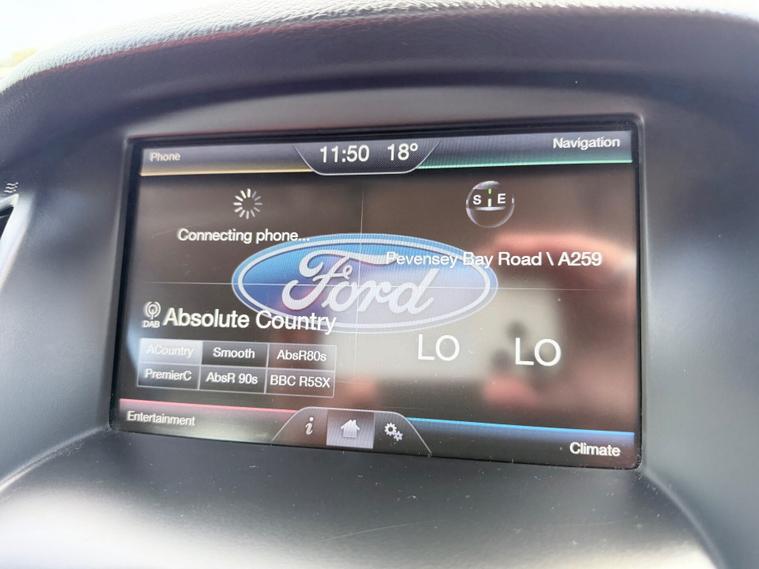 Phone
11:50 18°
Navigation
S E
Connecting phone...
Pevensey Bay Road \ A259
Ford
DAB Absolute Country
LO LO
ACountry Smooth AbsR80s
PremierC AbsR 90s BBC R5SX
Entertainment
i
Climate